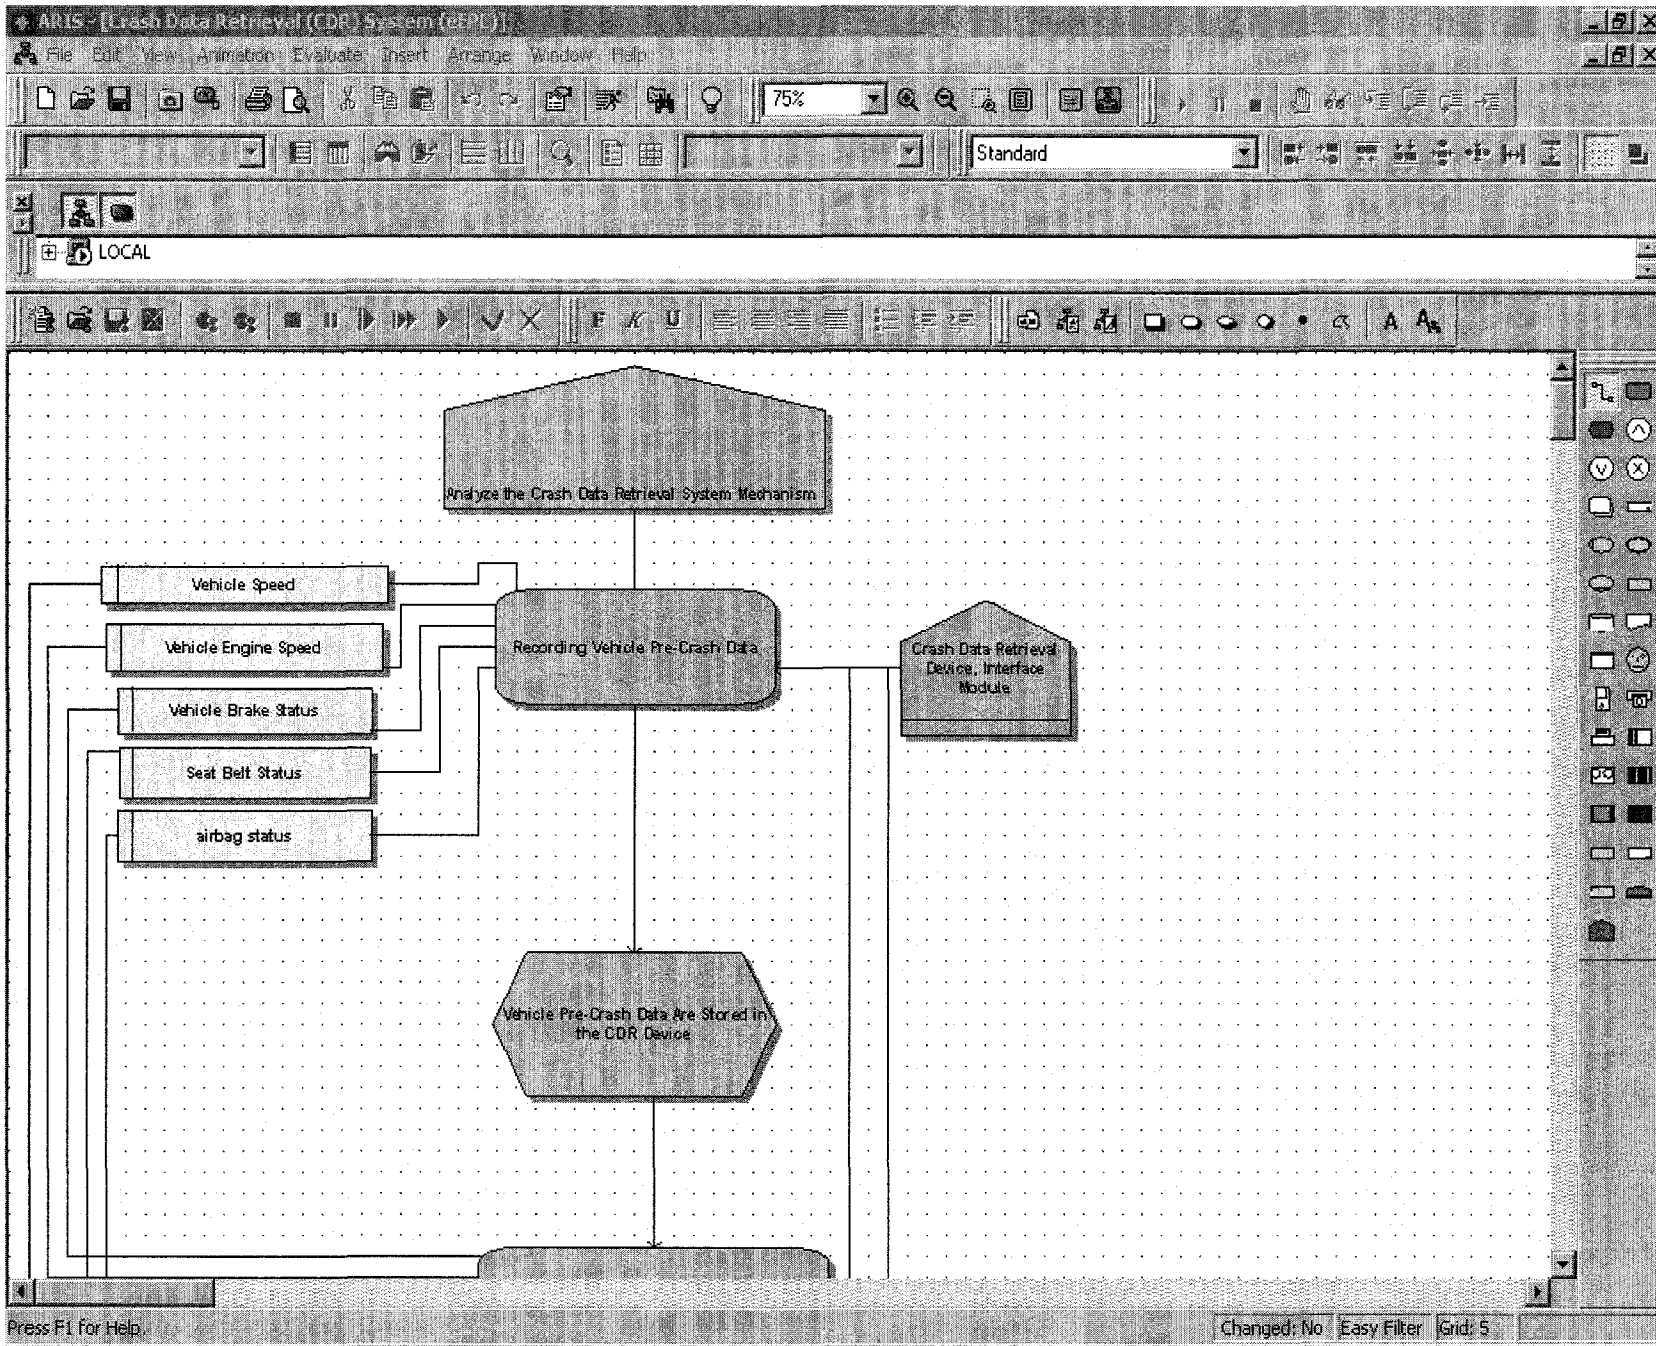 ARIS - [Crash Data Retrieval (CDR) System (eEPC)]
File Edit View Animation Evaluate Insert Arrange Window Help
75%
Standard
LOCAL
F K U
A A
Analyze the Crash Data Retrieval System Mechanism
Vehicle Speed
Vehicle Engine Speed
Recording Vehicle Pre-Crash Data
Crash Data Retrieval
Device, Interface
Module
Vehicle Brake Status
Seat Belt Status
airbag status
Vehicle Pre-Crash Data Are Stored in
the CDR Device
Press F1 for Help.
Changed: No Easy Filter Grid: 5